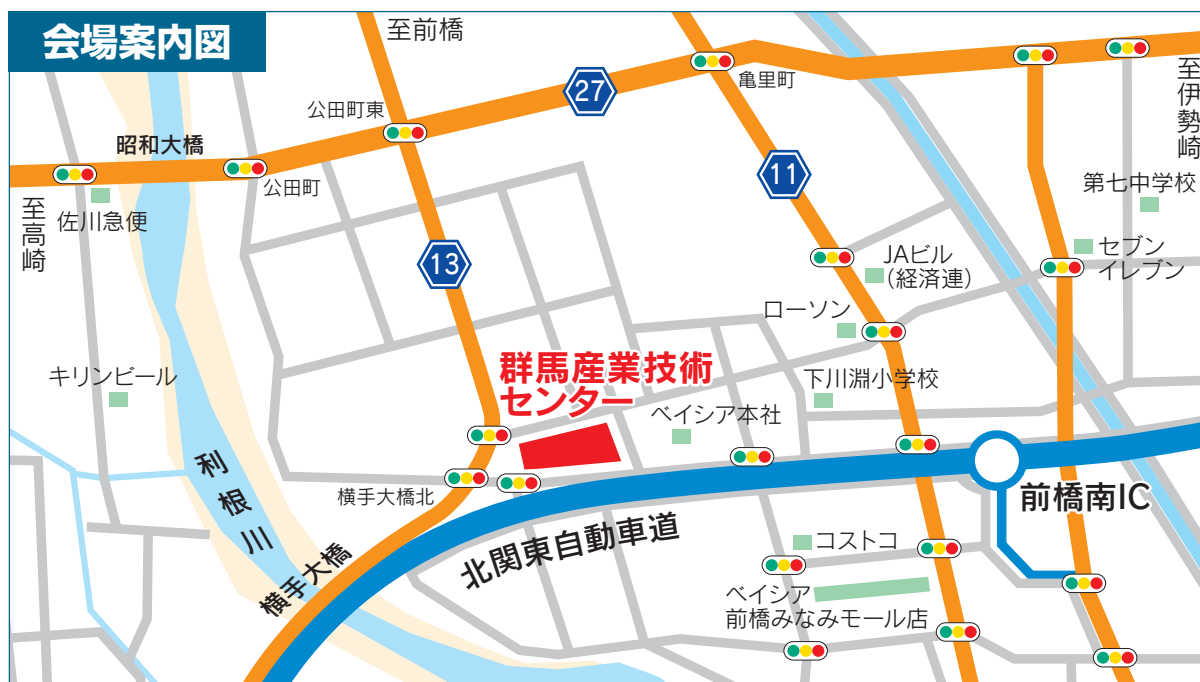 会場案内図
至前橋
27
亀里町
至伊勢崎
公田町東
昭和大橋
公田町
11
第七中学校
至高崎
佐川急便
13
セブン
イレブン
JAビル
（経済連）
ローソン
キリンビール
群馬産業技術
センター
下川淵小学校
ベイシア本社
利根川
横手大橋北
前橋南IC
北関東自動車道
横手大橋
コストコ
ベイシア
前橋みなみモール店